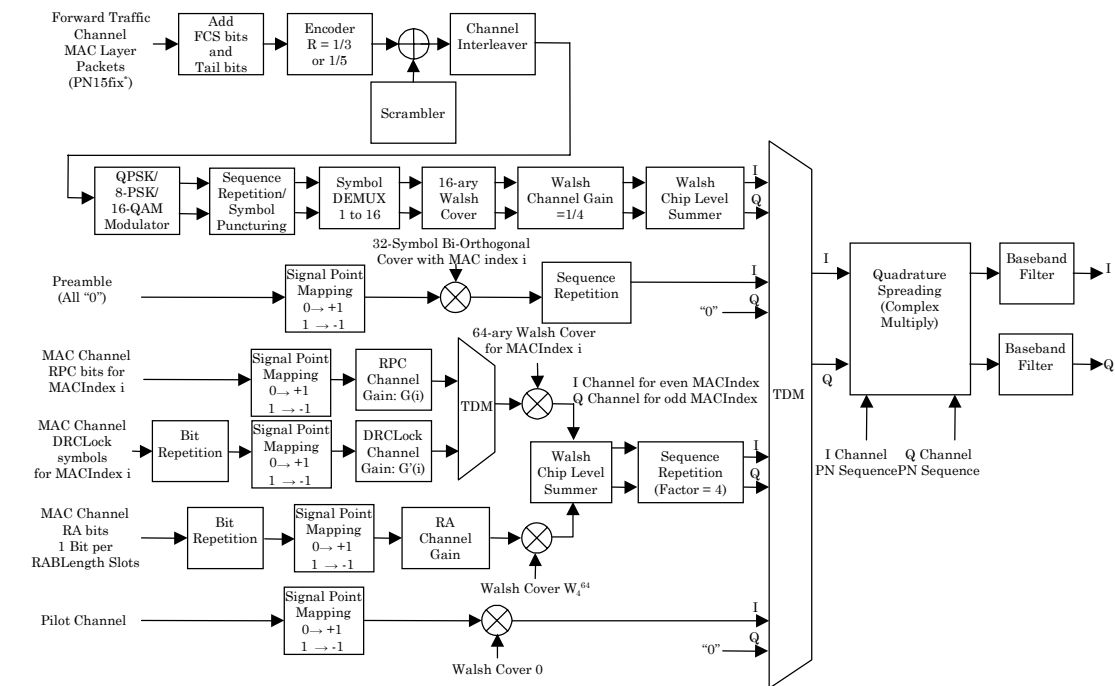 Forward Traffic
Channel
MAC Layer
Packets
(PN15fix*)
Add
FCS bits
and
Tail bits
Encoder
R = 1/3
or 1/5
Channel
Interleaver
Scrambler
QPSK/
8-PSK/
16-QAM
Modulator
Sequence
Repetition/
Symbol
Puncturing
Symbol
DEMUX
1 to 16
16-ary
Walsh
Cover
Walsh
Channel Gain
=1/4
Walsh
Chip Level
Summer
I
Q
32-Symbol Bi-Orthogonal
Cover with MAC index i
Preamble
(All “0”)
Signal Point
Mapping
0→ +1
1 → -1
Sequence
Repetition
I
“0”
Q
64-ary Walsh Cover
for MACIndex i
MAC Channel
RPC bits for
MACIndex i
Signal Point
Mapping
0→ +1
1 → -1
RPC
Channel
Gain: G(i)
TDM
I Channel for even MACIndex
Q Channel for odd MACIndex
MAC Channel
DRCLock
symbols
for MACIndex i
Bit
Repetition
Signal Point
Mapping
0→ +1
1 → -1
DRCLock
Channel
Gain: G’(i)
Walsh
Chip Level
Summer
Sequence
Repetition
(Factor = 4)
I
Q
MAC Channel
RA bits
1 Bit per
RABLength Slots
Bit
Repetition
Signal Point
Mapping
0→ +1
1 → -1
RA
Channel
Gain
Walsh Cover W₄⁶⁴
Pilot Channel
Signal Point
Mapping
0→ +1
1 → -1
Walsh Cover 0
I
“0”
Q
TDM
I
Q
Quadrature
Spreading
(Complex
Multiply)
I Channel
PN Sequence
Q Channel
PN Sequence
Baseband
Filter
I
Baseband
Filter
Q